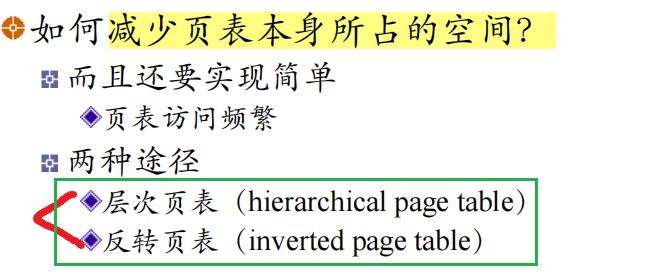 如何减少页表本身所占的空间?
而且还要实现简单
页表访问频繁
两种途径
层次页表（hierarchical page table）
反转页表（inverted page table）